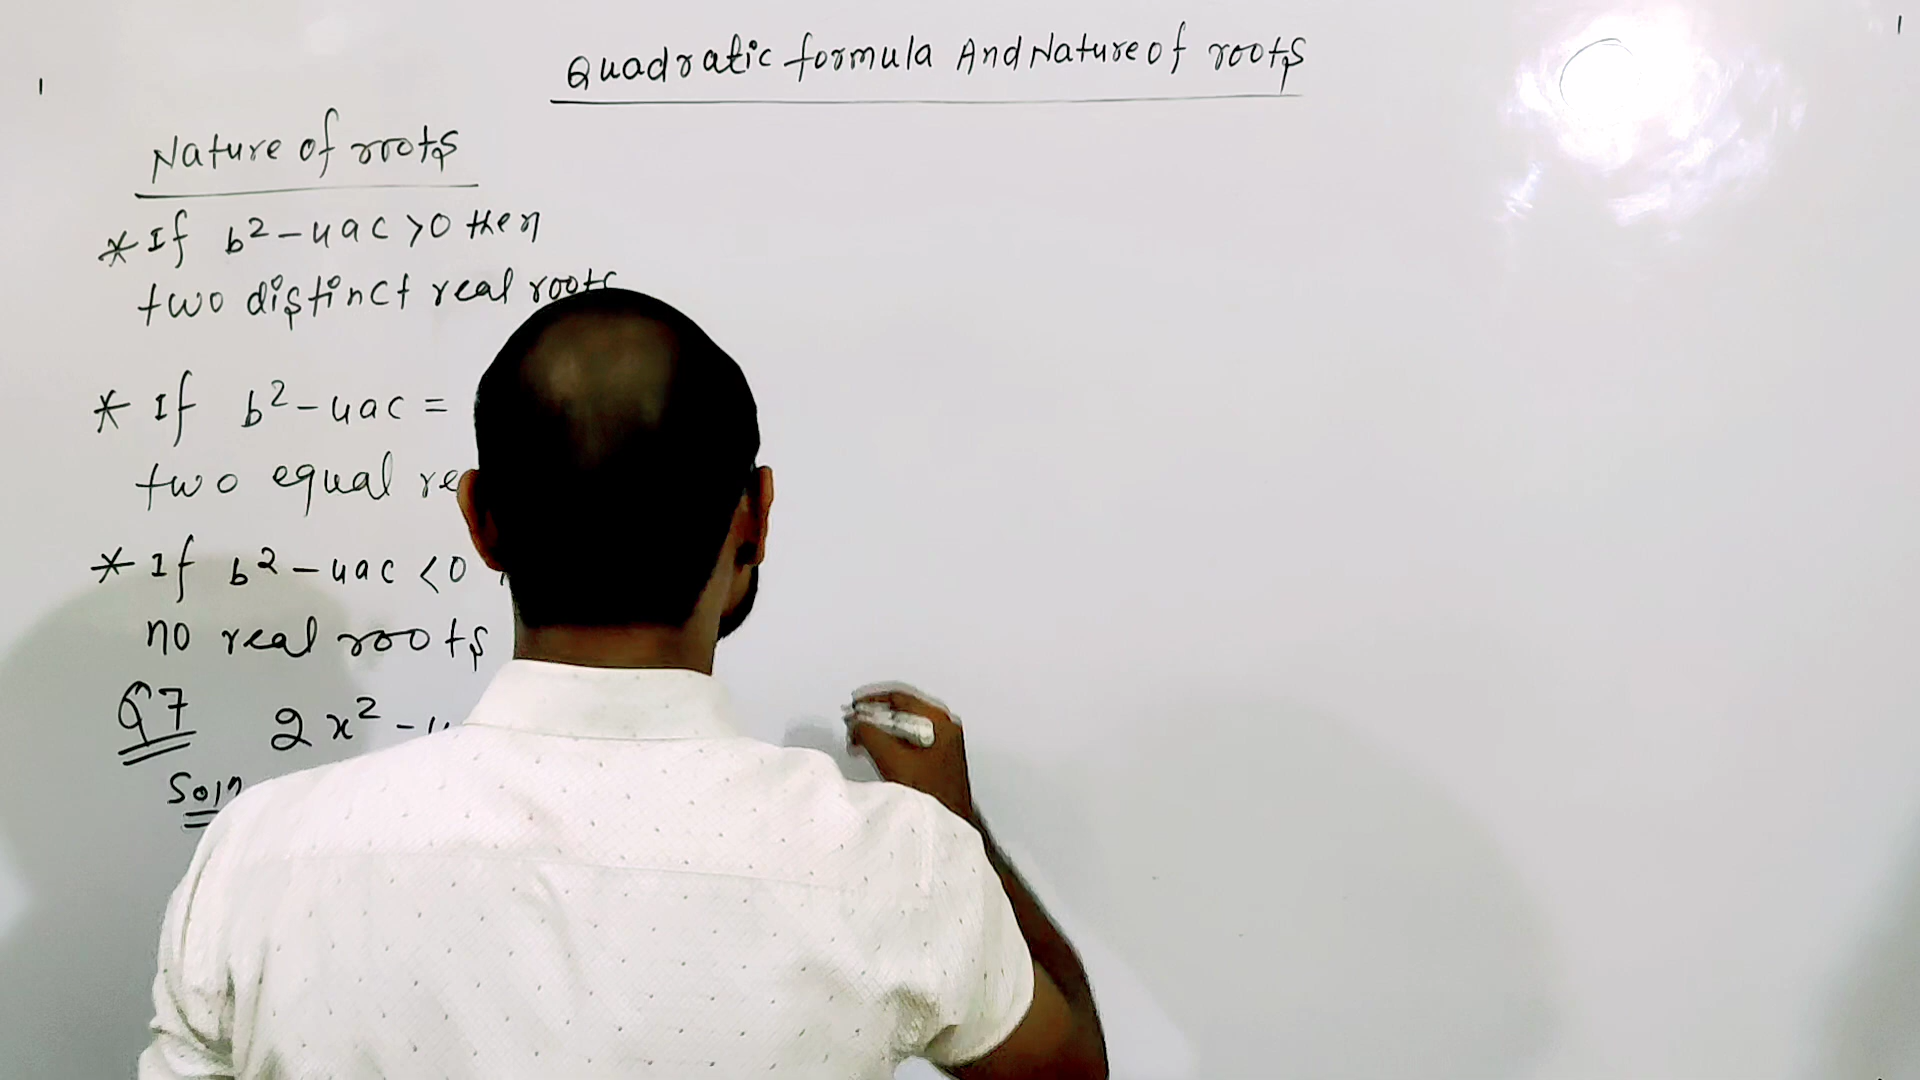 Quadratic formula And Nature of roots
Nature of roots
* If b²-4ac >0 then
two distinct real roots
* If b²-4ac =
two equal
* If b²-4ac <0
no real roots
Q7 2x² -
Soln